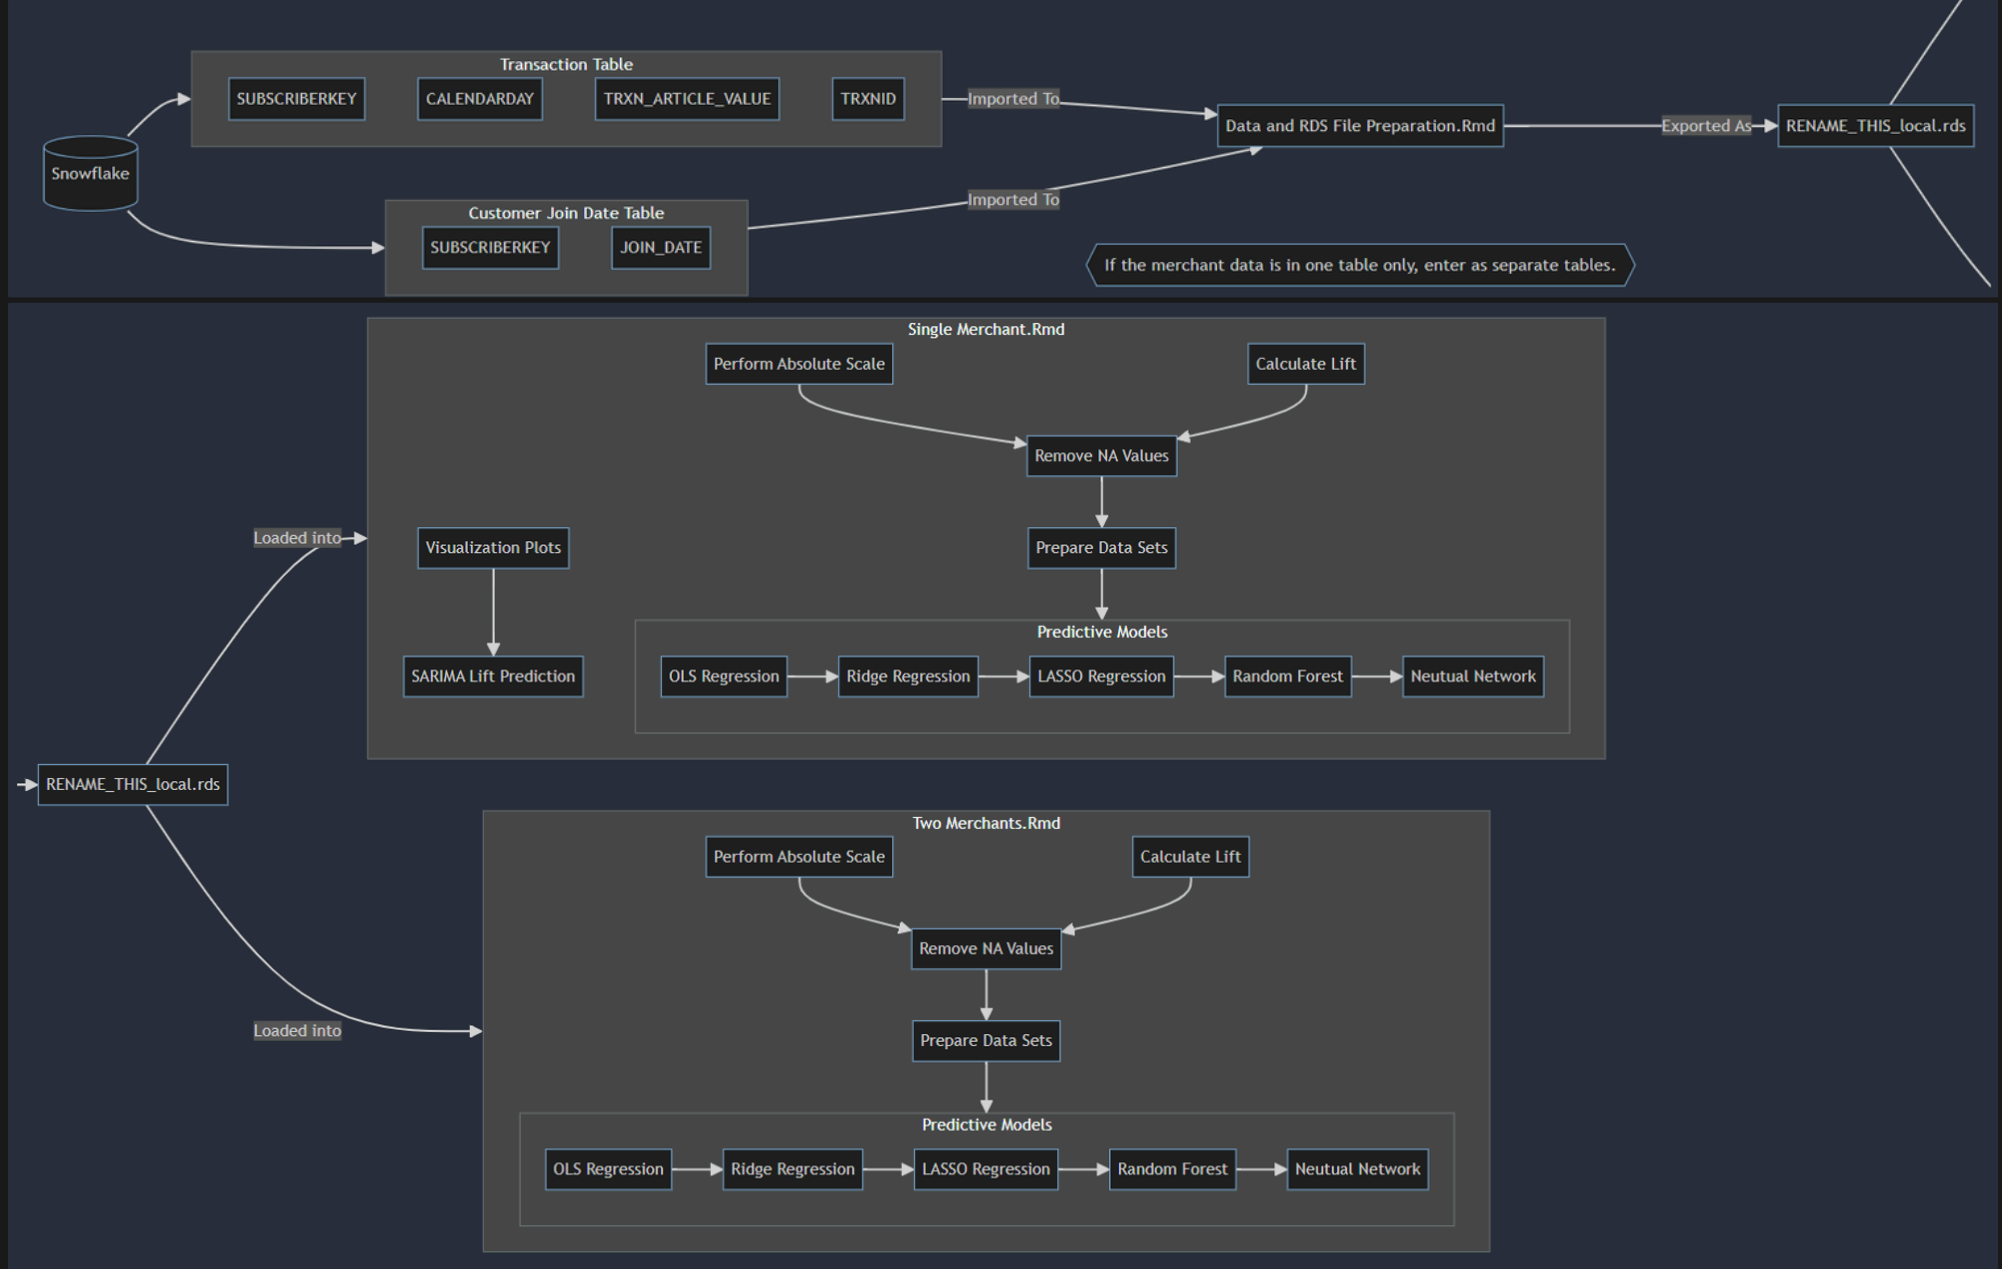 Transaction Table
SUBSCRIBERKEY
CALENDARDAY
TRXN_ARTICLE_VALUE
TRXNID
Imported To
Data and RDS File Preparation.Rmd
Exported As
RENAME_THIS_local.rds
Snowflake
Imported To
Customer Join Date Table
SUBSCRIBERKEY
JOIN_DATE
If the merchant data is in one table only, enter as separate tables.
Single Merchant.Rmd
Perform Absolute Scale
Calculate Lift
Remove NA Values
Loaded into
Visualization Plots
Prepare Data Sets
Predictive Models
SARIMA Lift Prediction
OLS Regression
Ridge Regression
LASSO Regression
Random Forest
Neutual Network
RENAME_THIS_local.rds
Two Merchants.Rmd
Perform Absolute Scale
Calculate Lift
Remove NA Values
Loaded into
Prepare Data Sets
Predictive Models
OLS Regression
Ridge Regression
LASSO Regression
Random Forest
Neutual Network